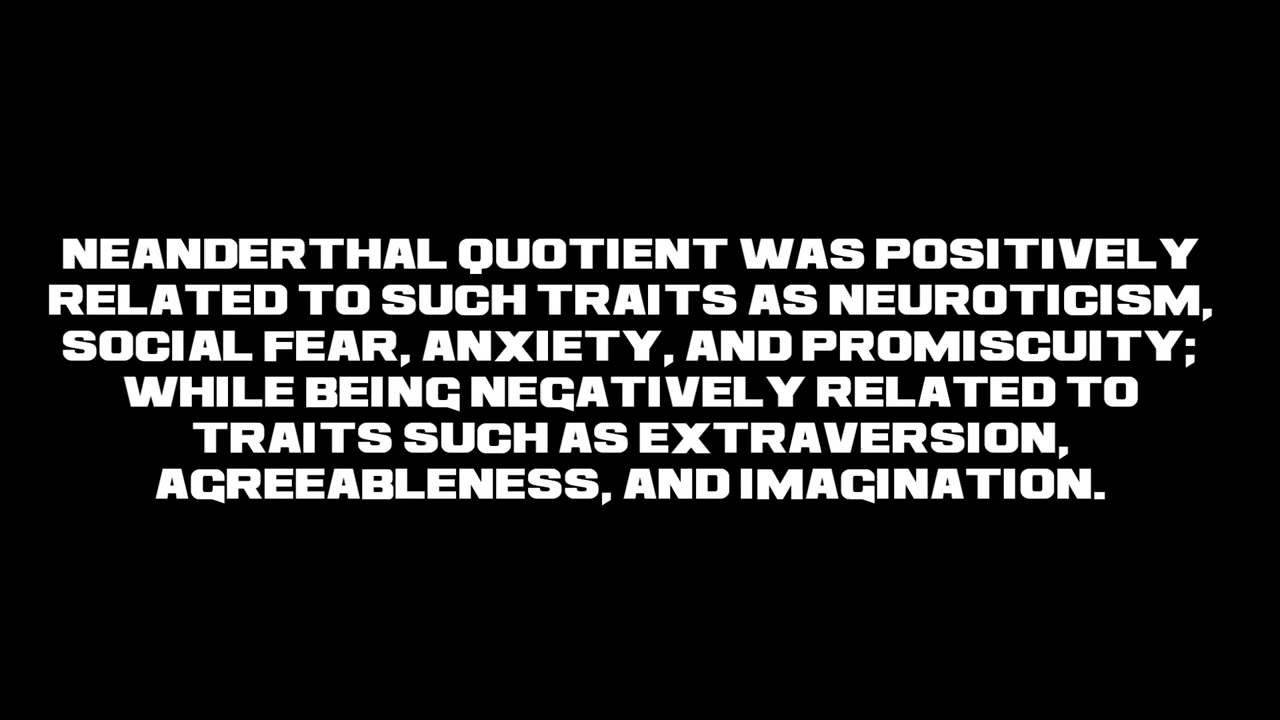 NEANDERTHAL QUOTIENT WAS POSITIVELY
RELATED TO SUCH TRAITS AS NEUROTICISM,
SOCIAL FEAR, ANXIETY, AND PROMISCUITY;
WHILE BEING NEGATIVELY RELATED TO
TRAITS SUCH AS EXTRAVERSION,
AGREEABLENESS, AND IMAGINATION.